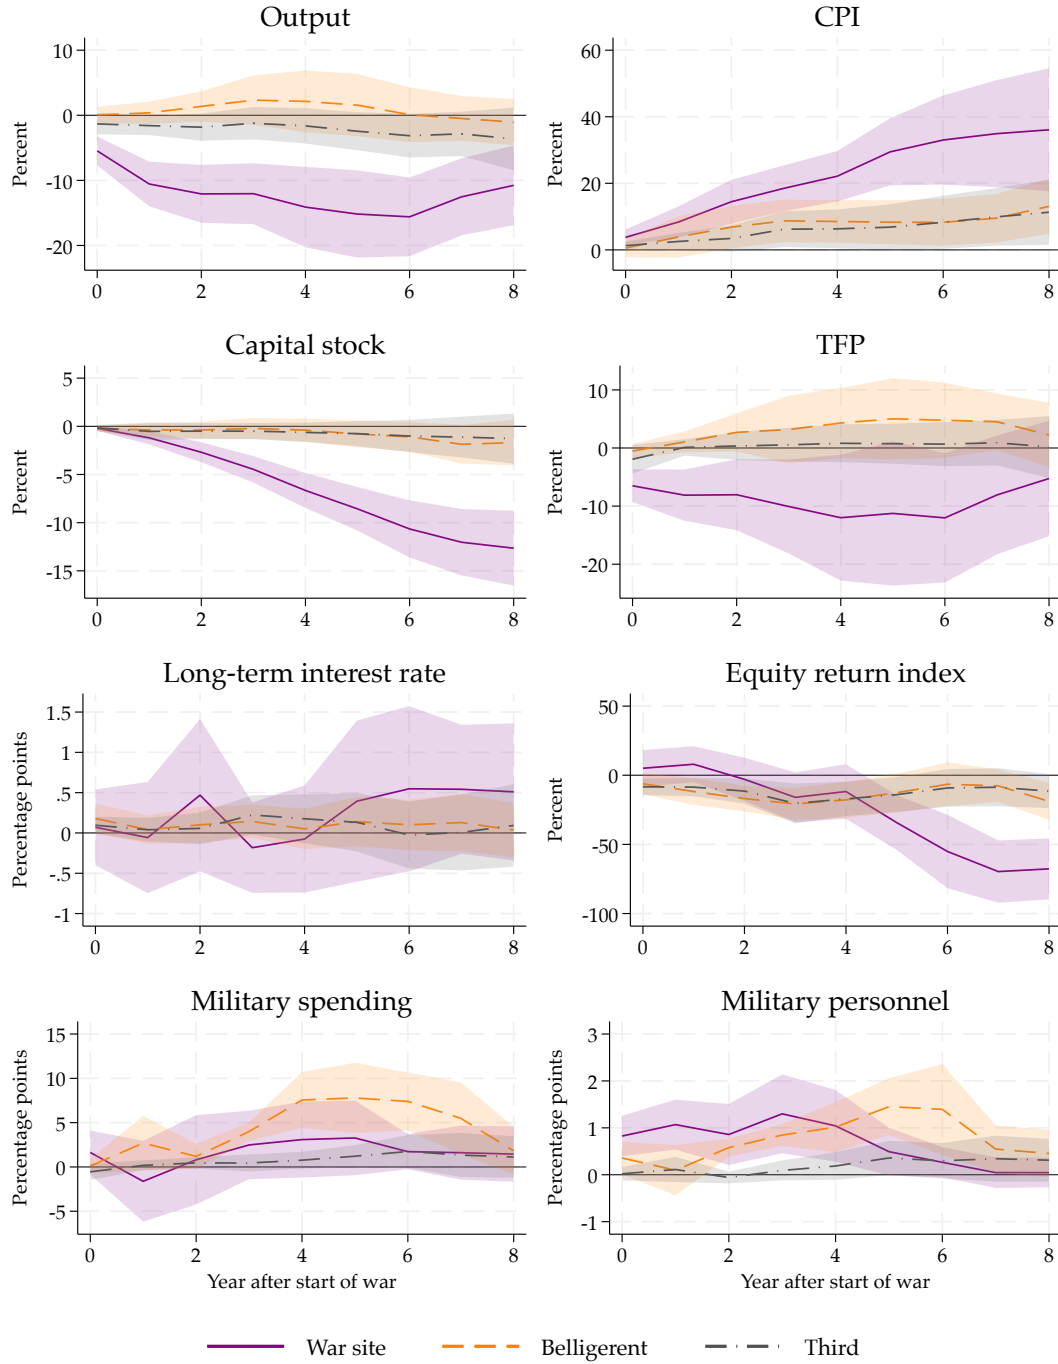 Output
Percent
10
0
-10
-20
0 2 4 6 8
CPI
Percent
60
40
20
0
0 2 4 6 8
Capital stock
Percent
5
0
-5
-10
-15
0 2 4 6 8
TFP
Percent
10
0
-10
-20
0 2 4 6 8
Long-term interest rate
Percentage points
1.5
1
.5
0
-.5
-1
0 2 4 6 8
Equity return index
Percent
50
0
-50
-100
0 2 4 6 8
Military spending
Percentage points
15
10
5
0
-5
0 2 4 6 8
Year after start of war
Military personnel
Percentage points
3
2
1
0
-1
0 2 4 6 8
Year after start of war
War site Belligerent Third